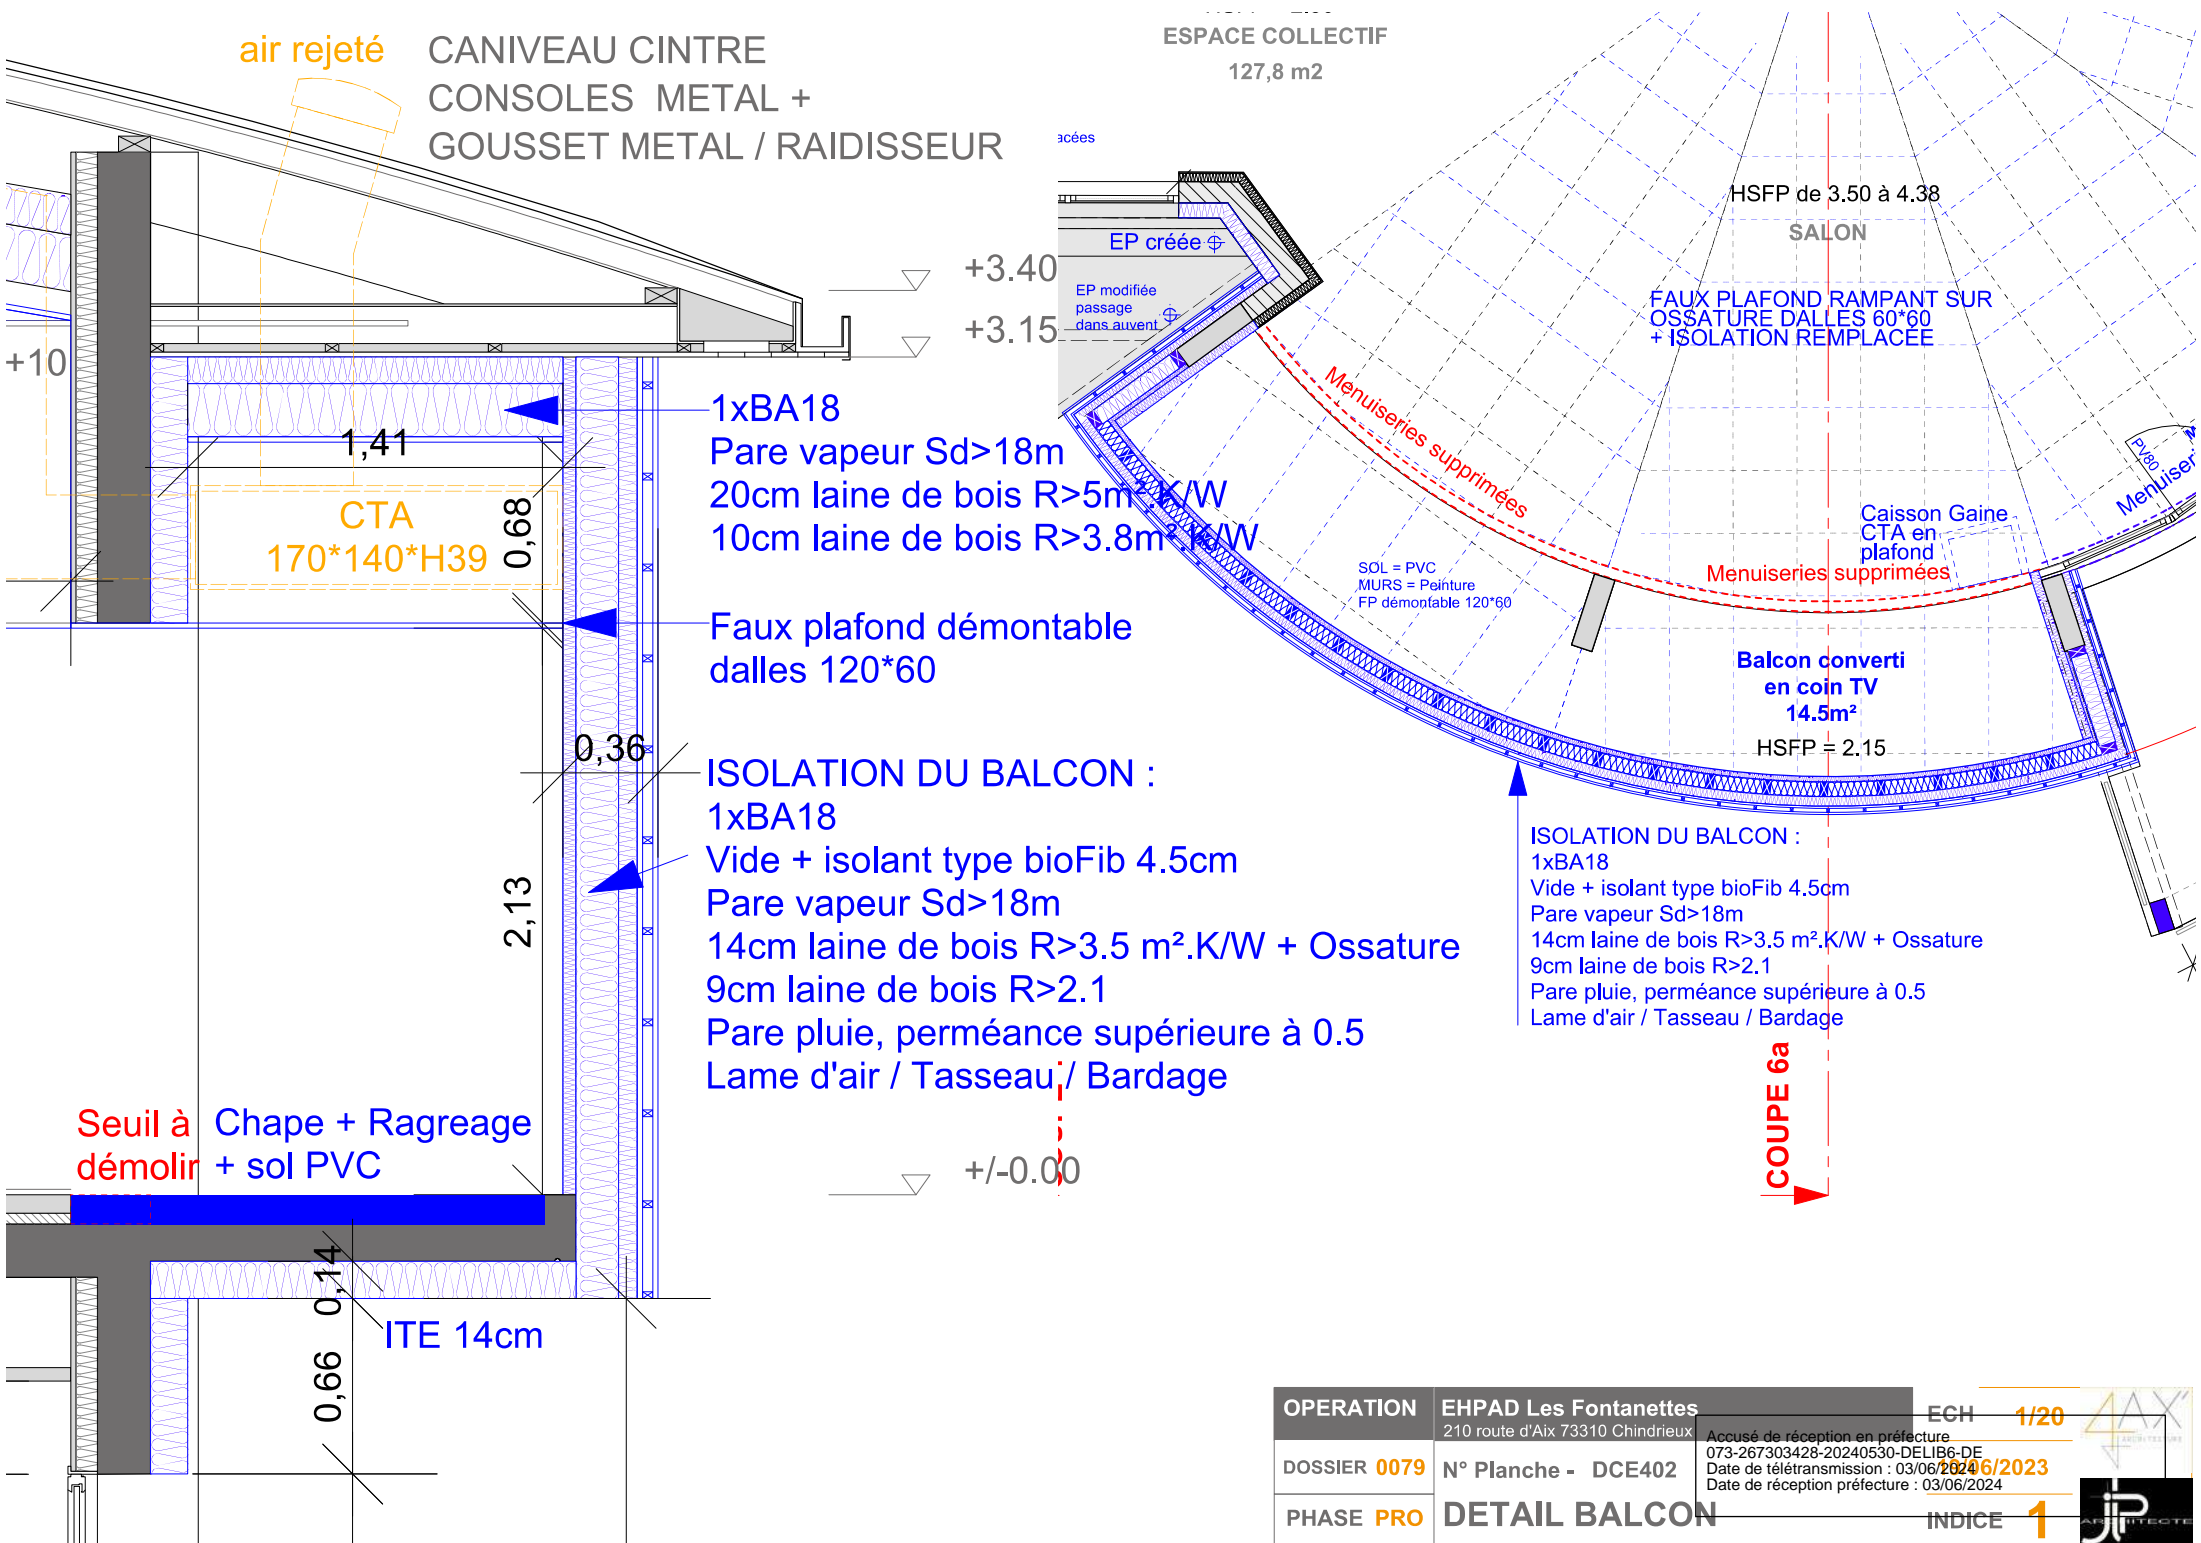 air rejeté
CANIVEAU CINTRE
CONSOLES METAL +
GOUSSET METAL / RAIDISSEUR
+3.40
+3.15
+10
1,41
CTA
170*140*H39
0,68
1xBA18
Pare vapeur Sd>18m
20cm laine de bois R>5m².K/W
10cm laine de bois R>3.8m².K/W
Faux plafond démontable
dalles 120*60
0,36
2,13
ISOLATION DU BALCON :
1xBA18
Vide + isolant type bioFib 4.5cm
Pare vapeur Sd>18m
14cm laine de bois R>3.5 m².K/W + Ossature
9cm laine de bois R>2.1
Pare pluie, perméance supérieure à 0.5
Lame d'air / Tasseau / Bardage
Seuil à
démolir
Chape + Ragreage
+ sol PVC
+/-0.00
0,14
0,66
ITE 14cm
ESPACE COLLECTIF
127,8 m2
acées
EP créée
EP modifiée
passage
dans auvent
HSFP de 3.50 à 4.38
SALON
FAUX PLAFOND RAMPANT SUR
OSSATURE DALLES 60*60
+ ISOLATION REMPLACEE
Menuiseries supprimées
Menuiseries supprimées
Caisson Gaine
CTA en
plafond
PV80
Menuiseri
SOL = PVC
MURS = Peinture
FP démontable 120*60
Balcon converti
en coin TV
14.5m²
HSFP = 2.15
ISOLATION DU BALCON :
1xBA18
Vide + isolant type bioFib 4.5cm
Pare vapeur Sd>18m
14cm laine de bois R>3.5 m².K/W + Ossature
9cm laine de bois R>2.1
Pare pluie, perméance supérieure à 0.5
Lame d'air / Tasseau / Bardage
COUPE 6a
OPERATION
EHPAD Les Fontanettes
210 route d'Aix 73310 Chindrieux
ECH 1/20
DOSSIER 0079
N° Planche - DCE402
/06/2023
PHASE PRO
DETAIL BALCON
INDICE 1
Accusé de réception en préfecture
073-267303428-20240530-DELIB6-DE
Date de télétransmission : 03/06/2024
Date de réception préfecture : 03/06/2024
4AX
ARCHITECTURE
jP
ARCHITECTE